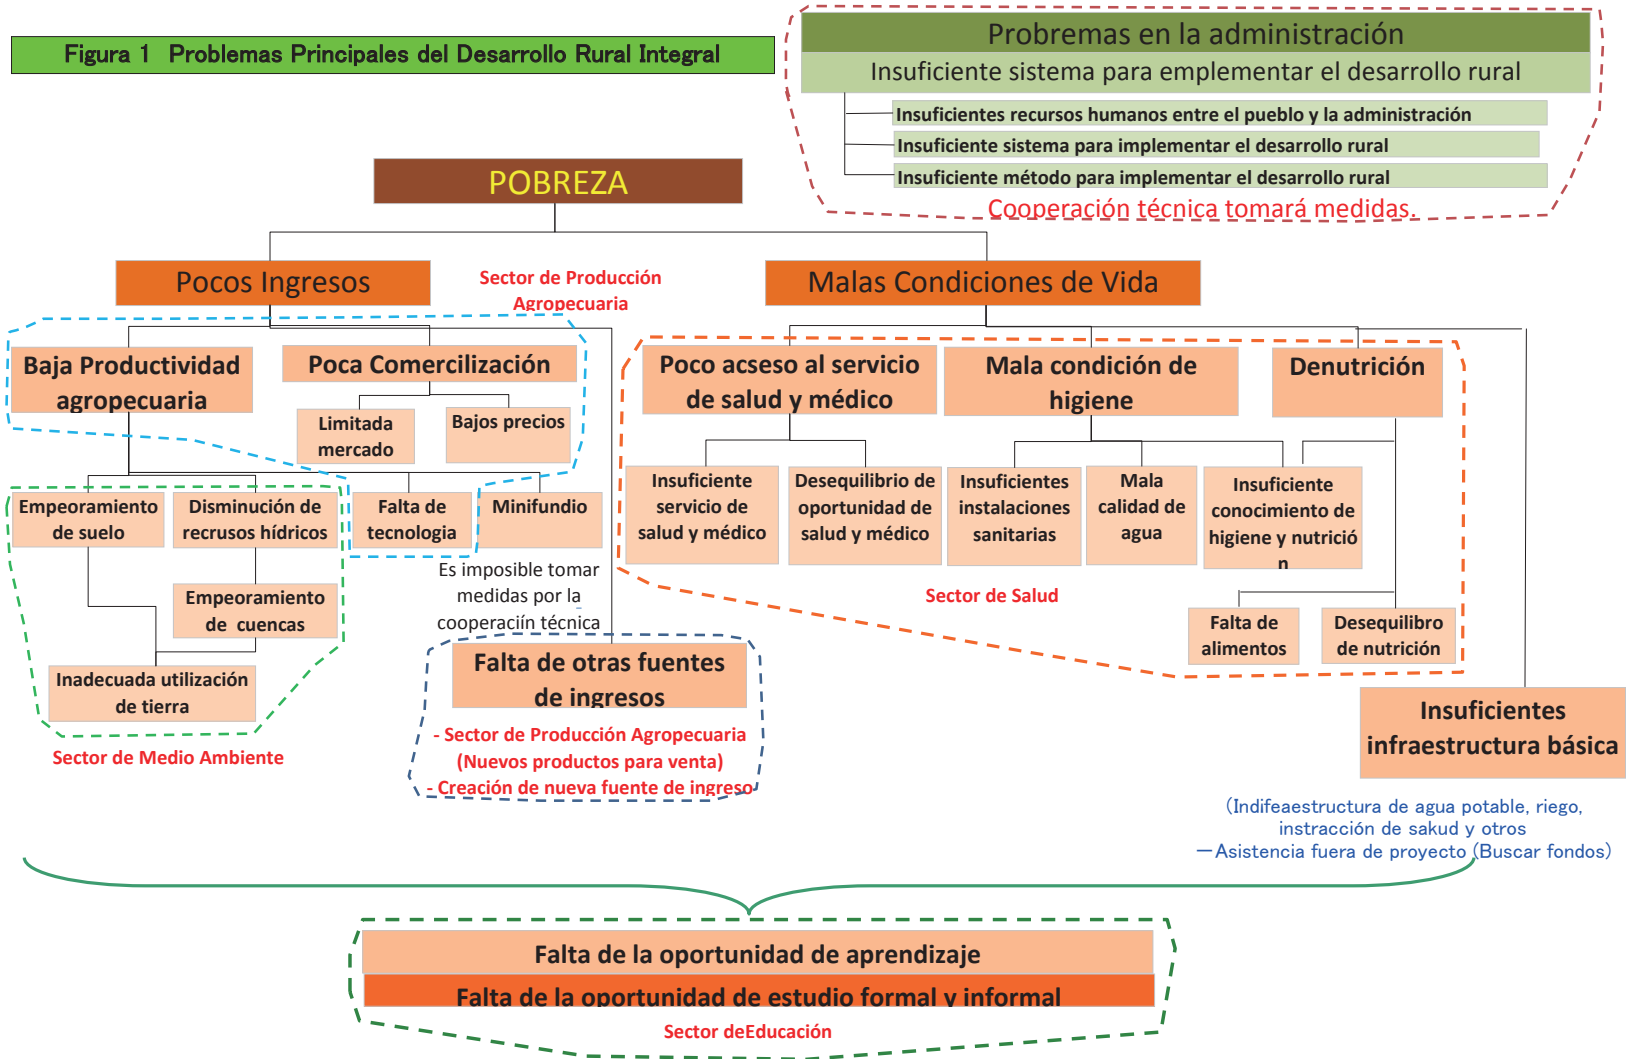 Figura 1 Problemas Principales del Desarrollo Rural Integral
Probremas en la administración
Insuficiente sistema para emplementar el desarrollo rural
Insuficientes recursos humanos entre el pueblo y la administración
Insuficiente sistema para implementar el desarrollo rural
Insuficiente método para implementar el desarrollo rural
Cooperación técnica tomará medidas.
POBREZA
Pocos Ingresos
Sector de Producción
Agropecuaria
Malas Condiciones de Vida
Baja Productividad
agropecuaria
Poca Comercilización
Limitada
mercado
Bajos precios
Poco acseso al servicio
de salud y médico
Mala condición de
higiene
Denutrición
Empeoramiento
de suelo
Disminución de
recrusos hídricos
Falta de
tecnologia
Minifundio
Insuficiente
servicio de
salud y médico
Desequilibrio de
oportunidad de
salud y médico
Insuficientes
instalaciones
sanitarias
Mala
calidad de
agua
Insuficiente
conocimiento de
higiene y nutrició
n
Empeoramiento
de cuencas
Es imposible tomar
medidas por la
cooperaciín técnica
Sector de Salud
Falta de
alimentos
Desequilibro
de nutrición
Inadecuada utilización
de tierra
Sector de Medio Ambiente
Falta de otras fuentes
de ingresos
- Sector de Producción Agropecuaria
(Nuevos productos para venta)
- Creación de nueva fuente de ingreso
Insuficientes
infraestructura básica
(Indifeaestructura de agua potable, riego,
instracción de sakud y otros
—Asistencia fuera de proyecto (Buscar fondos)
Falta de la oportunidad de aprendizaje
Falta de la oportunidad de estudio formal y informal
Sector deEducación